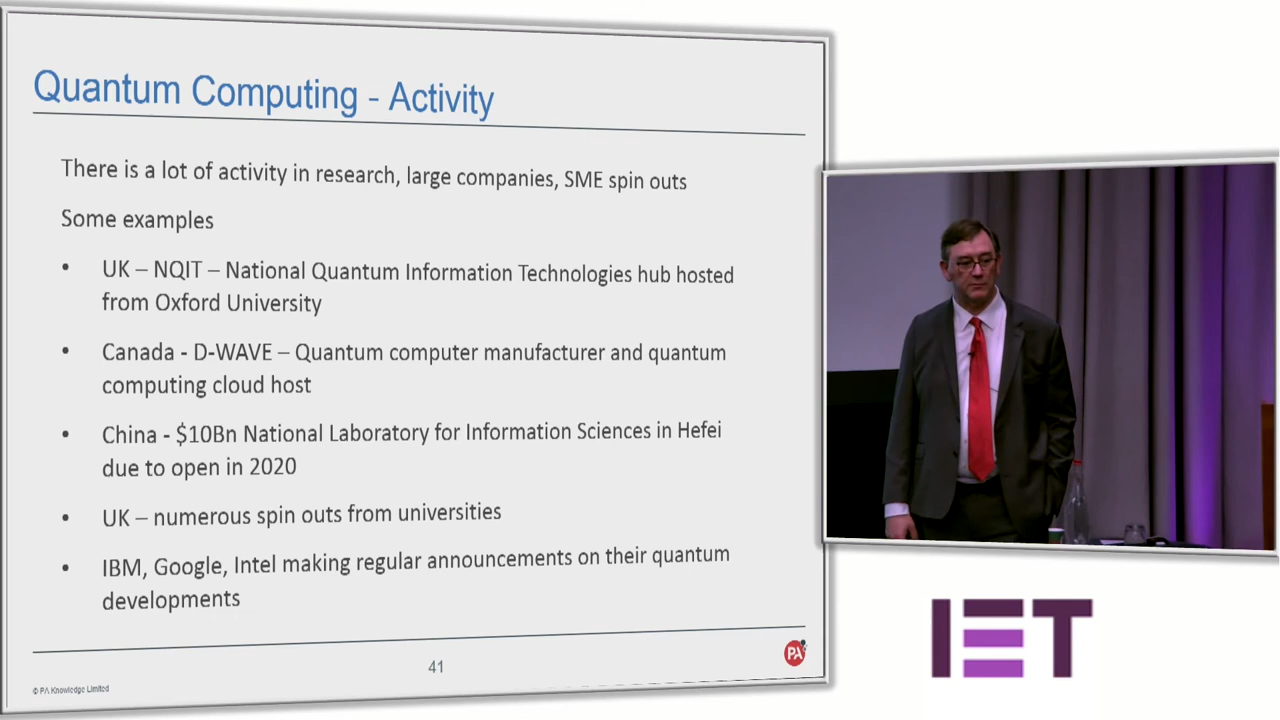 Quantum Computing - Activity
There is a lot of activity in research, large companies, SME spin outs
Some examples
• UK – NQIT – National Quantum Information Technologies hub hosted
from Oxford University
• Canada - D-WAVE – Quantum computer manufacturer and quantum
computing cloud host
• China - $10Bn National Laboratory for Information Sciences in Hefei
due to open in 2020
• UK – numerous spin outs from universities
• IBM, Google, Intel making regular announcements on their quantum
developments
41
PA
© PA Knowledge Limited
IET